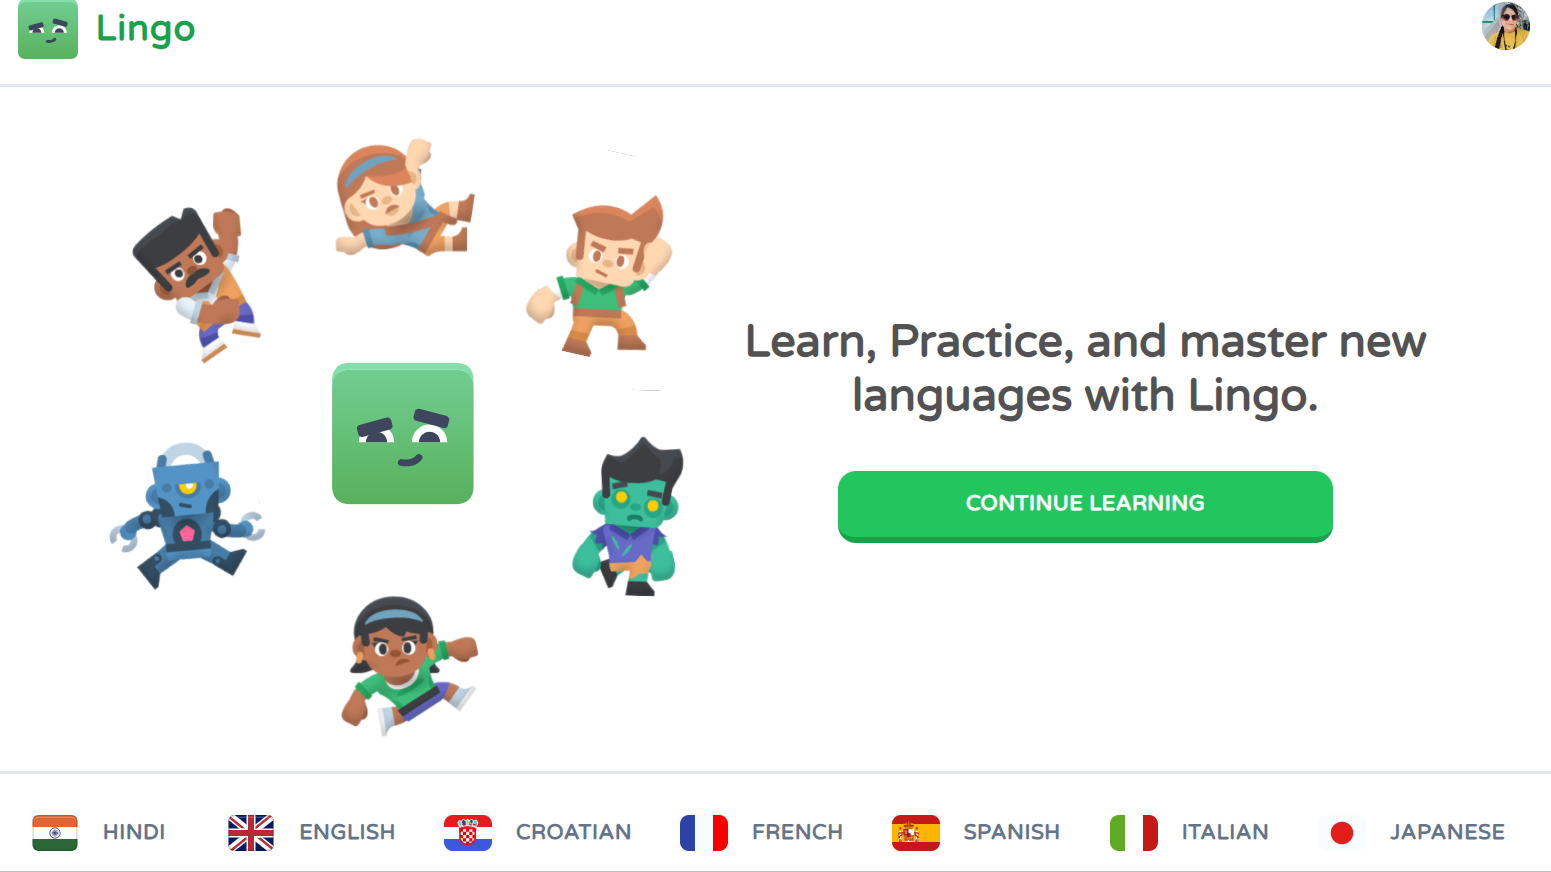 Lingo
Learn, Practice, and master new
languages with Lingo.
CONTINUE LEARNING
HINDI
ENGLISH
CROATIAN
FRENCH
SPANISH
ITALIAN
JAPANESE